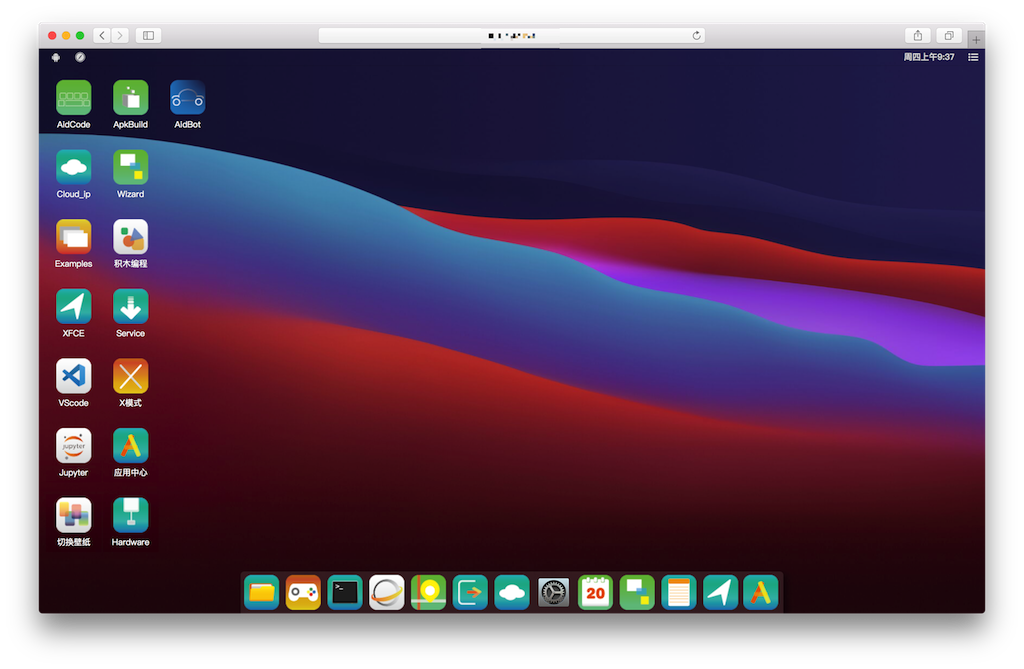 周四上午9:37
AidCode
ApkBuild
AidBot
Cloud_ip
Wizard
Examples
积木编程
XFCE
Service
VScode
X模式
jupyter
Jupyter
应用中心
切换壁纸
Hardware
>_
20